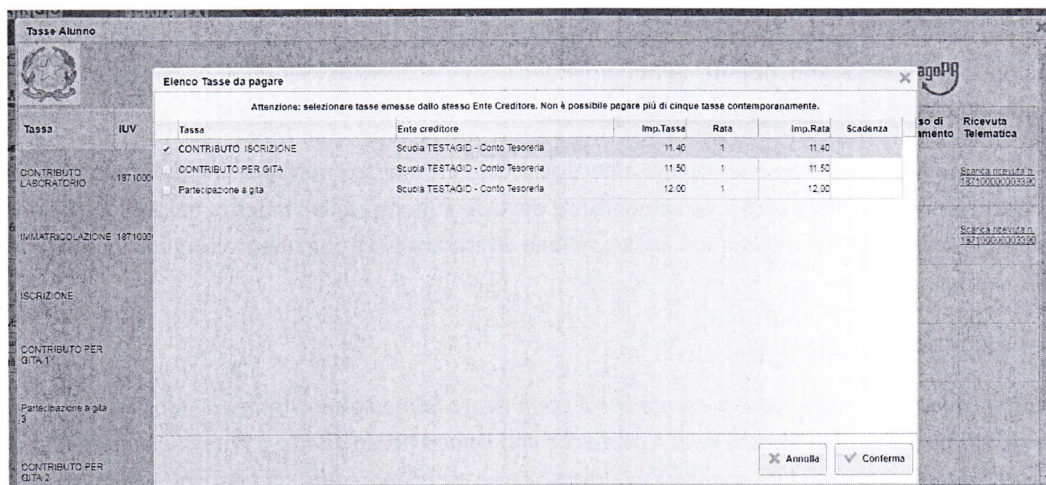 Tasse Alunno
pagoPA
Elenco Tasse da pagare
Attenzione: selezionare tasse emesse dallo stesso Ente Creditore. Non è possibile pagare più di cinque tasse contemporanamente.
Tassa IUV
Tassa Ente creditore Imp.Tassa Rata Imp.Rata Scadenza
Ricevuta
Telematica
CONTRIBUTO ISCRIZIONE Scuola TESTAGID - Conto Tesoreria 11.40 1 11.40
CONTRIBUTO PER GITA Scuola TESTAGID - Conto Tesoreria 11.50 1 11.50
Partecipazione a gita Scuola TESTAGID - Conto Tesoreria 12.00 1 12.00
CONTRIBUTO
LABORATORIO
Scarica ricevuta n.
IMMATRICOLAZIONE
Scarica ricevuta n.
ISCRIZIONE
CONTRIBUTO PER
GITA 1
Partecipazione a gita
3
CONTRIBUTO PER
GITA 2
Annulla Conferma